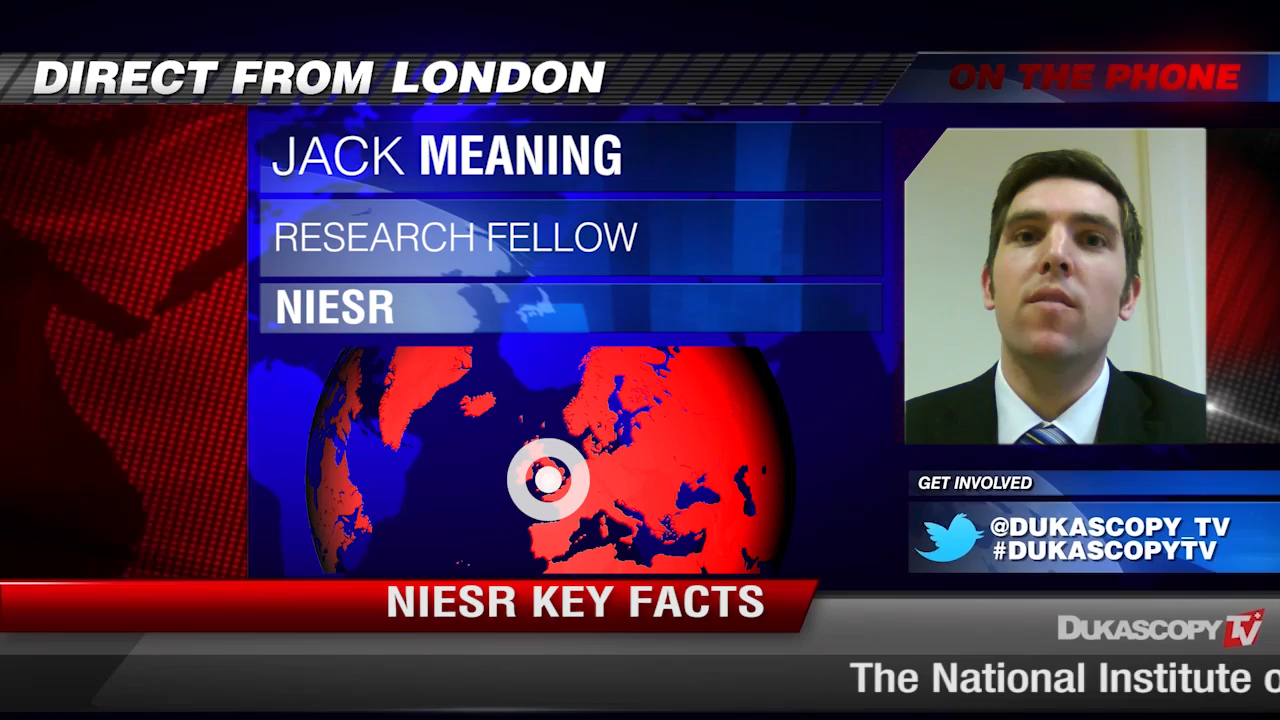 DIRECT FROM LONDON
ON THE PHONE
JACK MEANING
RESEARCH FELLOW
NIESR
GET INVOLVED
@DUKASCOPY_TV
#DUKASCOPYTV
NIESR KEY FACTS
DUKASCOPY TV
The National Institute o